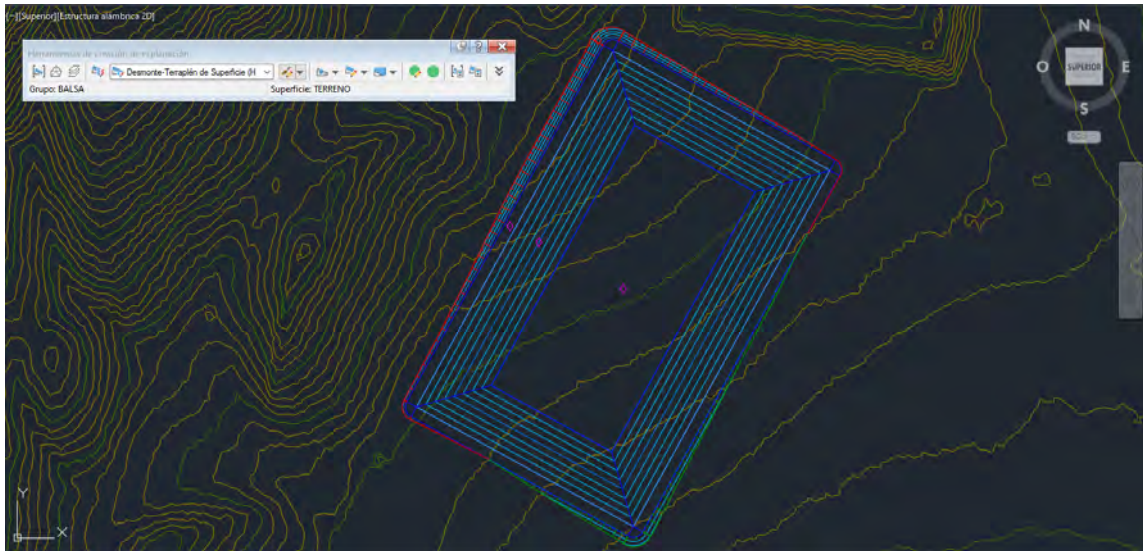 [−][Superior][Estructura alámbrica 2D]
Herramientas de creación de explanación
Desmonte-Terraplén de Superficie (H
Grupo: BALSA
Superficie: TERRENO
N
O
SUPERIOR
E
S
Y
X